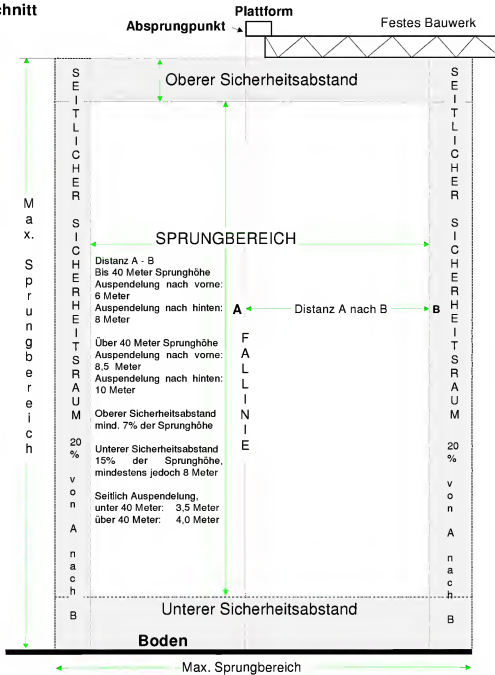 chnitt
Plattform
Absprungpunkt
Festes Bauwerk
Oberer Sicherheitsabstand
SEITLICHER SICHERHEITSRAUM 20% von A nach B
SEITLICHER SICHERHEITSRAUM 20% von A nach B
Max. Sprungbereich
SPRUNGBEREICH
Distanz A - B
Bis 40 Meter Sprunghöhe
Auspendelung nach vorne:
6 Meter
Auspendelung nach hinten:
8 Meter
Über 40 Meter Sprunghöhe
Auspendelung nach vorne:
8,5 Meter
Auspendelung nach hinten:
10 Meter
Oberer Sicherheitsabstand
mind. 7% der Sprunghöhe
Unterer Sicherheitsabstand
15% der Sprunghöhe,
mindestens jedoch 8 Meter
Seitlich Auspendelung,
unter 40 Meter: 3,5 Meter
über 40 Meter: 4,0 Meter
A Distanz A nach B B
FALLINIE
Unterer Sicherheitsabstand
Boden
Max. Sprungbereich